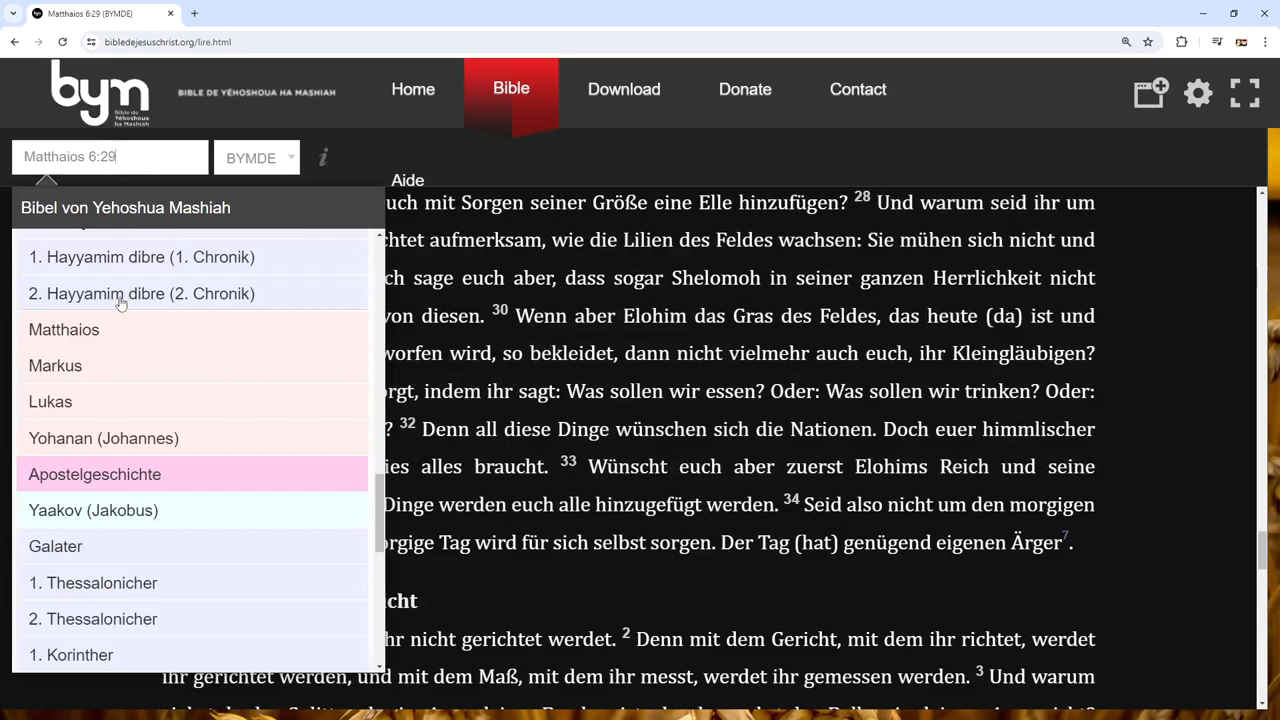 Matthaios 6:29 (BYMDE)
bibledejesuschrist.org/lire.html
bym
Bible de Yéhoshoua ha Mashiah
BIBLE DE YÉHOSHOUA HA MASHIAH
Home
Bible
Download
Donate
Contact
Matthaios 6:29
BYMDE
i
Aide
Bibel von Yehoshua Mashiah
1. Hayyamim dibre (1. Chronik)
2. Hayyamim dibre (2. Chronik)
Matthaios
Markus
Lukas
Yohanan (Johannes)
Apostelgeschichte
Yaakov (Jakobus)
Galater
1. Thessalonicher
2. Thessalonicher
1. Korinther
uch mit Sorgen seiner Größe eine Elle hinzufügen? 28 Und warum seid ihr um
htet aufmerksam, wie die Lilien des Feldes wachsen: Sie mühen sich nicht und
ch sage euch aber, dass sogar Shelomoh in seiner ganzen Herrlichkeit nicht
von diesen. 30 Wenn aber Elohim das Gras des Feldes, das heute (da) ist und
worfen wird, so bekleidet, dann nicht vielmehr auch euch, ihr Kleingläubigen?
orgt, indem ihr sagt: Was sollen wir essen? Oder: Was sollen wir trinken? Oder:
? 32 Denn all diese Dinge wünschen sich die Nationen. Doch euer himmlischer
ies alles braucht. 33 Wünscht euch aber zuerst Elohims Reich und seine
Dinge werden euch alle hinzugefügt werden. 34 Seid also nicht um den morgigen
orgige Tag wird für sich selbst sorgen. Der Tag (hat) genügend eigenen Ärger7.
icht
hr nicht gerichtet werdet. 2 Denn mit dem Gericht, mit dem ihr richtet, werdet
ihr gerichtet werden, und mit dem Maß, mit dem ihr messt, werdet ihr gemessen werden. 3 Und warum